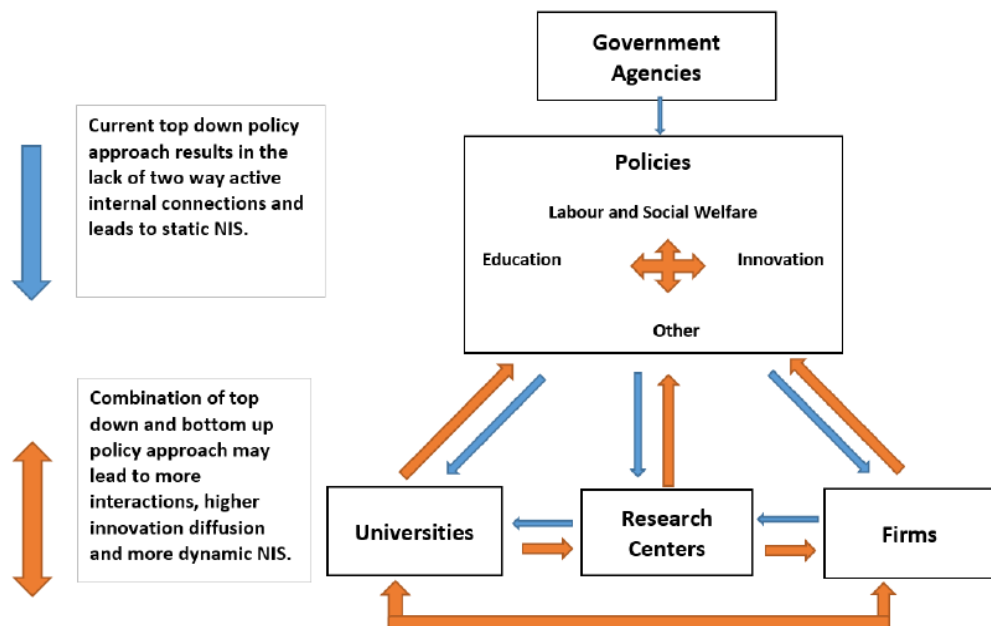 Government
Agencies
Current top down policy
approach results in the
lack of two way active
internal connections and
leads to static NIS.
Policies
Labour and Social Welfare
Education
Innovation
Other
Combination of top
down and bottom up
policy approach may
lead to more
interactions, higher
innovation diffusion
and more dynamic NIS.
Universities
Research
Centers
Firms